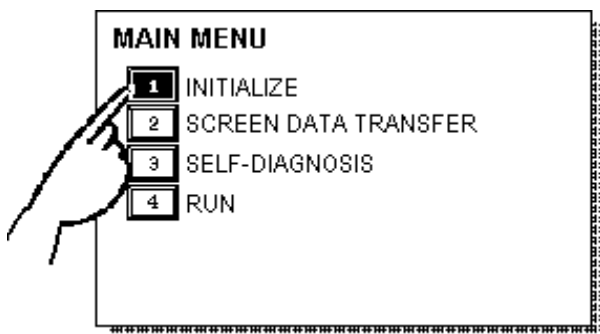 MAIN MENU
1 INITIALIZE
2 SCREEN DATA TRANSFER
3 SELF-DIAGNOSIS
4 RUN